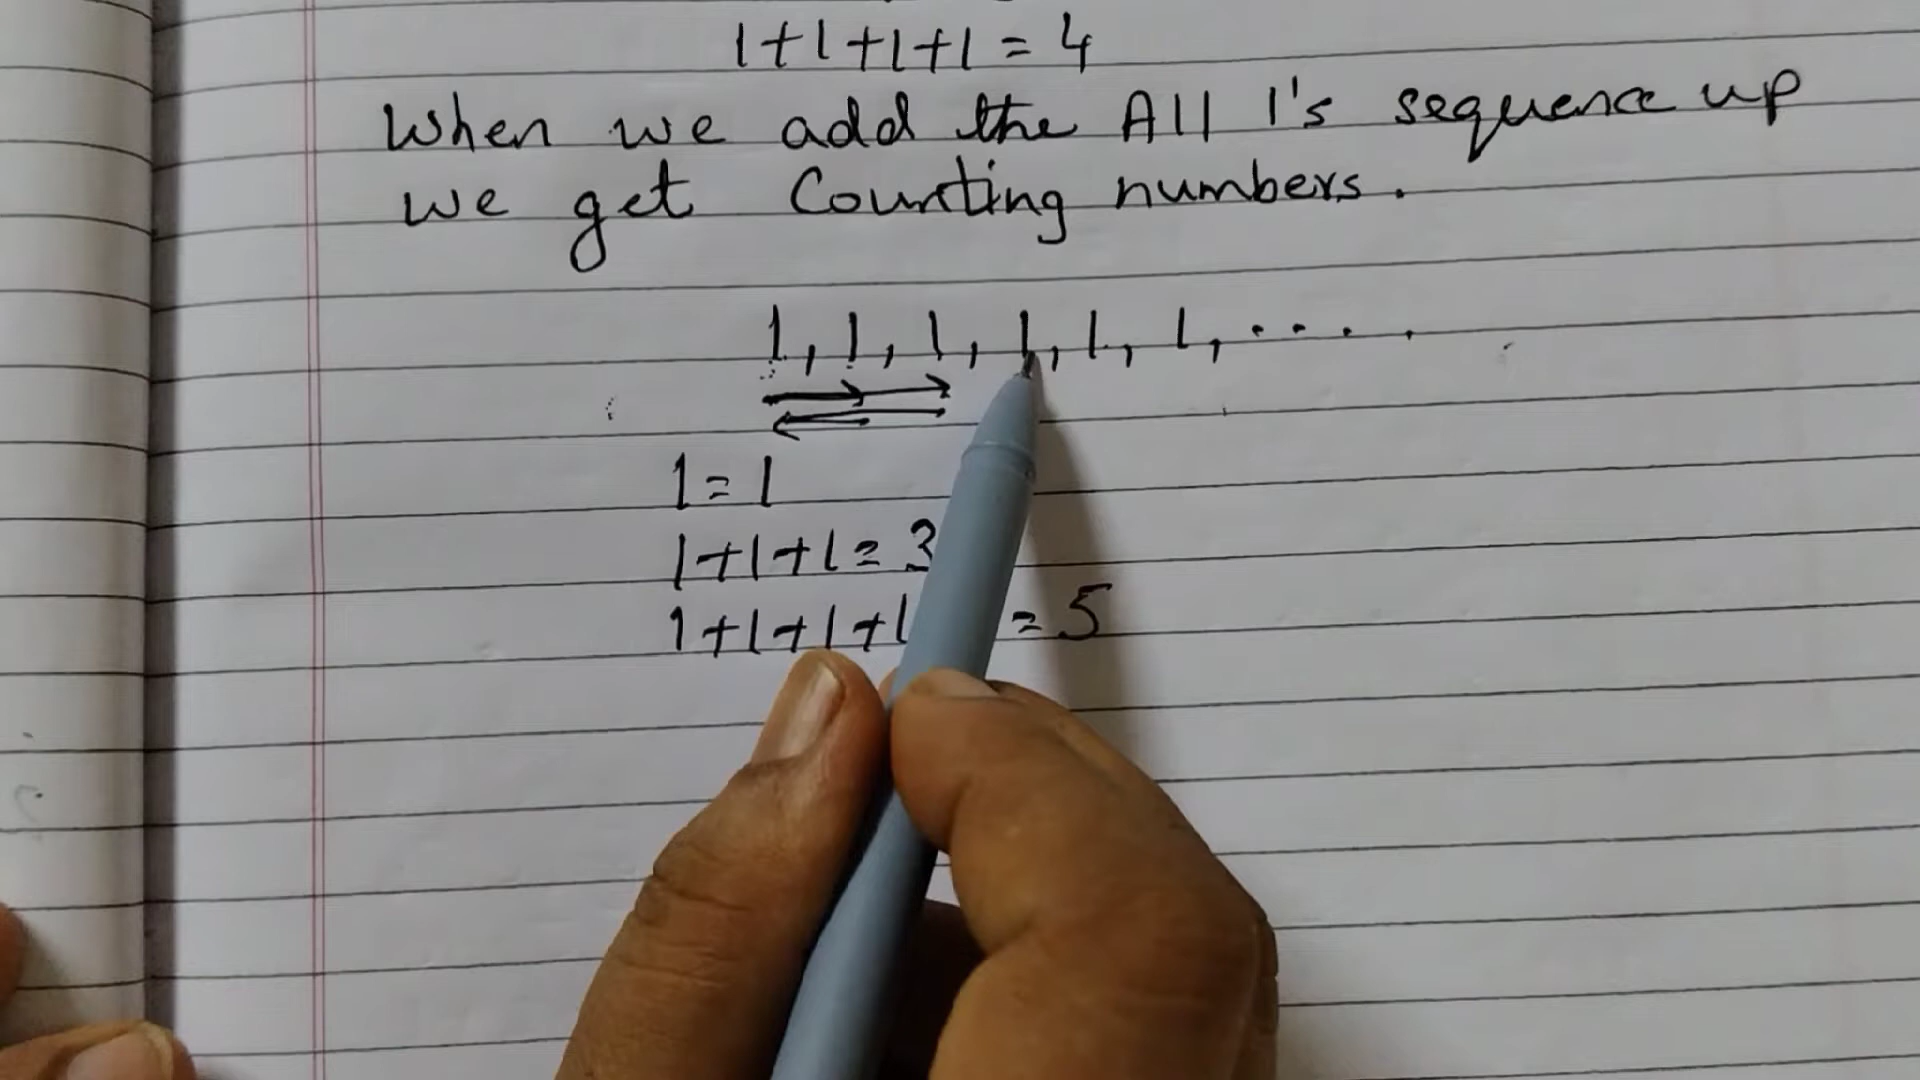 1+1+1+1=4
When we add the All 1's sequence up
we get Counting numbers.
1, 1, 1, 1, 1, 1, ....
1=1
1+1+1=3
1+1+1+1 =5